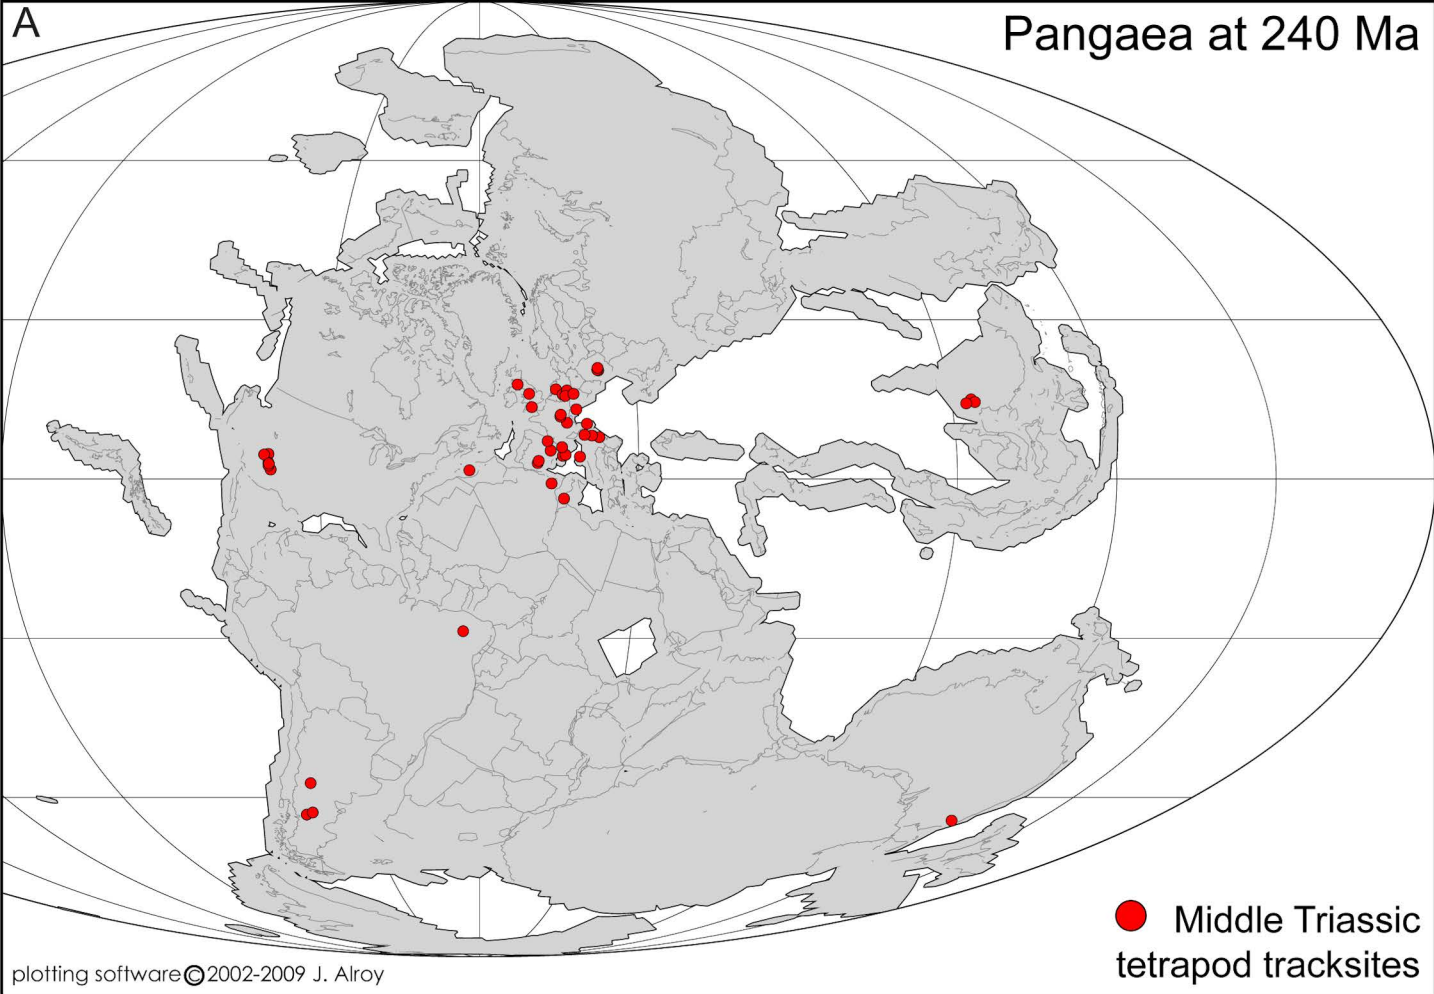 A
Pangaea at 240 Ma
Middle Triassic
tetrapod tracksites
plotting software©2002-2009 J. Alroy